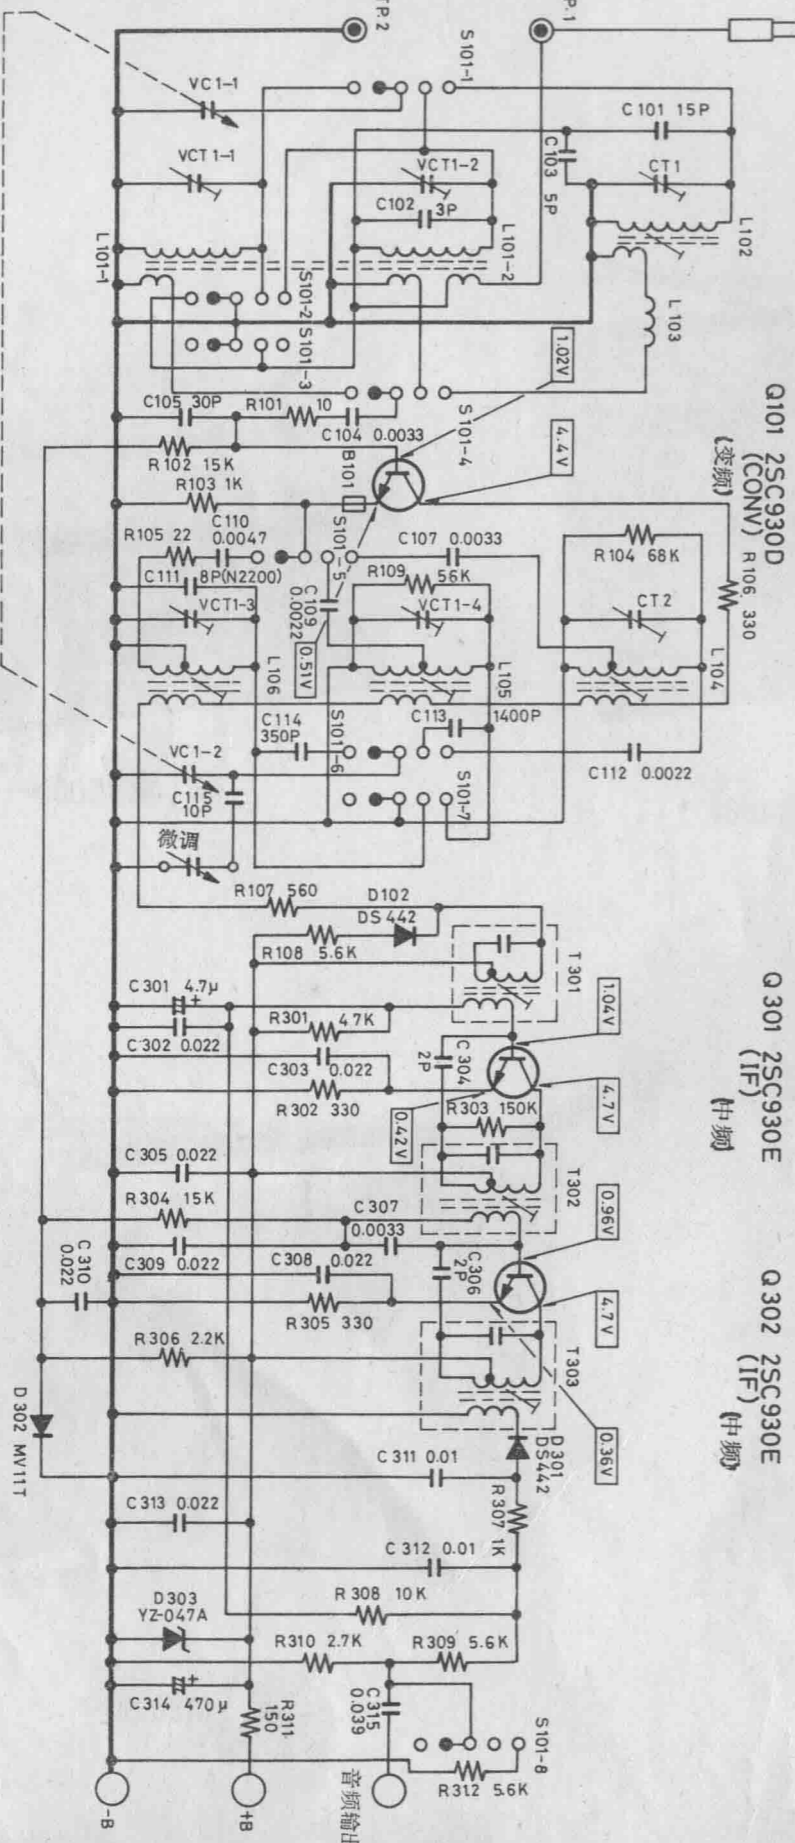 TP.2
P.1
S101-1
VC1-1
C101 15P
VCT1-1
VCT1-2
C103 5P
CT1
C102 3P
L101-1
L101-2
L102
S101-2
S101-3
L103
1.02V
C105 30P
R101 10
C104 0.0033
S101-4
4.4V
Q101 2SC930D
(CONV)
(变频)
R102 15K
B101
R103 1K
R105 22
C110
0.0047
S101-5
C107 0.0033
R104 68K
R106 330
C111 8P(N2200)
C109
0.0022
R109 56K
VCT1-3
VCT1-4
CT2
0.51V
L106
L105
L104
C114
350P
S101-6
C113 1400P
VC1-2
C112 0.0022
C115
10P
S101-7
微调
R107 560
D102
DS442
R108 5.6K
T301
C301 4.7μ
+
R301 4.7K
1.04V
Q301 2SC930E
(IF)
中频
C302 0.022
C304
2P
C303 0.022
R302 330
R303 150K
4.7V
0.42V
C305 0.022
T302
R304 15K
C307
0.0033
0.96V
C309 0.022
C308 0.022
C306
2P
C310
0.022
R305 330
4.7V
Q302 2SC930E
(IF)
(中频)
R306 2.2K
T303
D302 MV11T
0.36V
D301
DS442
C311 0.01
R307 1K
C313 0.022
C312 0.01
R308 10K
D303
YZ-047A
R310 2.7K
R309 5.6K
C314 470μ
+
R311
150
C315
0.039
S101-8
R312 5.6K
-B
+B
音频输出